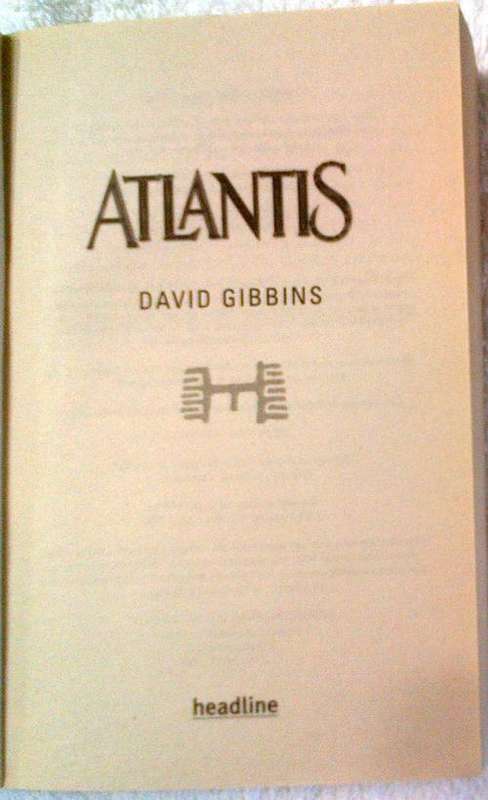 ATLANTIS
DAVID GIBBINS
headline